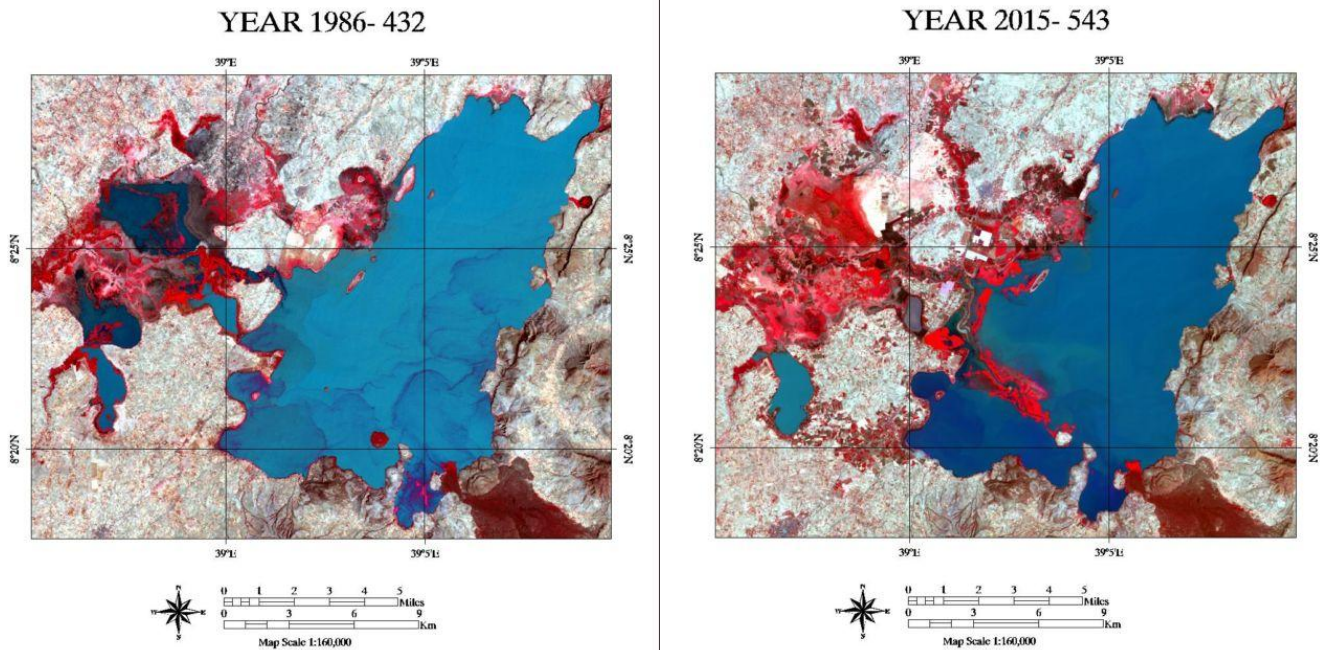 YEAR 1986- 432
39°E
39°5'E
8°25'N
8°25'N
8°20'N
8°20'N
39°E
39°5'E
N
W
E
S
0 1 2 3 4 5
Miles
0 3 6 9
Km
Map Scale 1:160,000
YEAR 2015- 543
39°E
39°5'E
8°25'N
8°25'N
8°20'N
8°20'N
39°E
39°5'E
N
W
E
S
0 1 2 3 4 5
Miles
0 3 6 9
Km
Map Scale 1:160,000